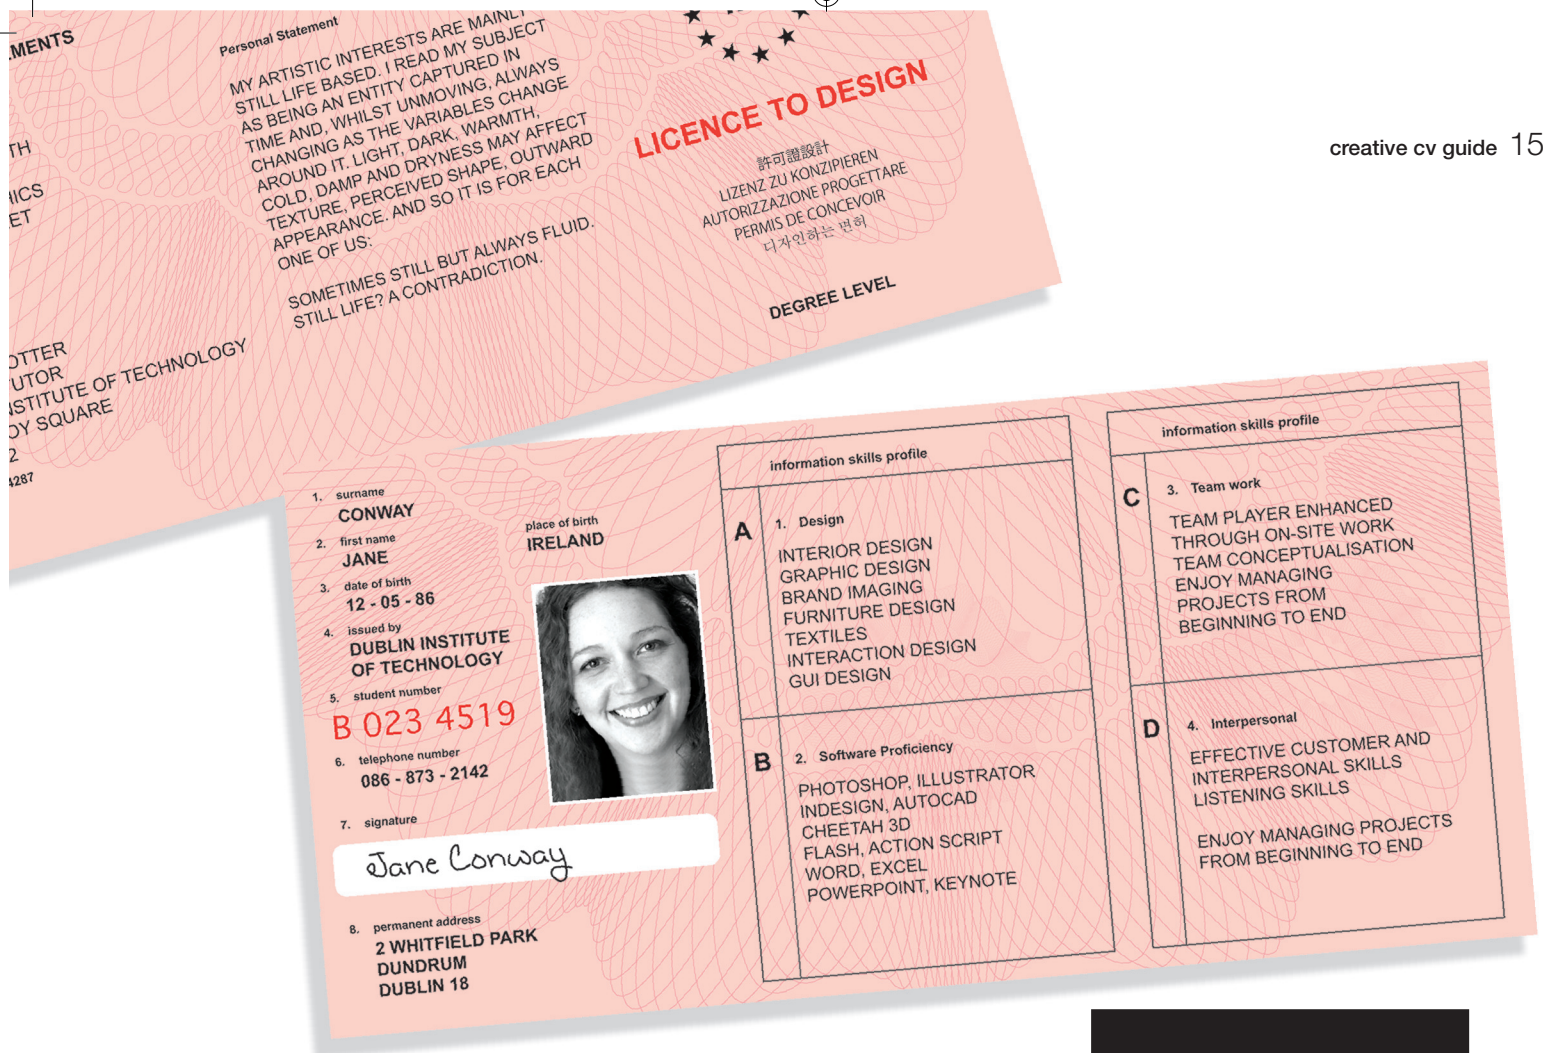 creative cv guide 15
EMENTS
TH
HICS
ET
OTTER
UTOR
NSTITUTE OF TECHNOLOGY
OY SQUARE
2
4287
Personal Statement
MY ARTISTIC INTERESTS ARE MAINLY
STILL LIFE BASED. I READ MY SUBJECT
AS BEING AN ENTITY CAPTURED IN
TIME AND, WHILST UNMOVING, ALWAYS
CHANGING AS THE VARIABLES CHANGE
AROUND IT. LIGHT, DARK, WARMTH,
COLD, DAMP AND DRYNESS MAY AFFECT
TEXTURE, PERCEIVED SHAPE, OUTWARD
APPEARANCE. AND SO IT IS FOR EACH
ONE OF US:
SOMETIMES STILL BUT ALWAYS FLUID.
STILL LIFE? A CONTRADICTION.
LICENCE TO DESIGN
許可證設計
LIZENZ ZU KONZIPIEREN
AUTORIZZAZIONE PROGETTARE
PERMIS DE CONCEVOIR
디자인하는 면허
DEGREE LEVEL
1. surname
CONWAY
2. first name
JANE
3. date of birth
12 - 05 - 86
4. issued by
DUBLIN INSTITUTE
OF TECHNOLOGY
5. student number
B 023 4519
6. telephone number
086 - 873 - 2142
7. signature
Jane Conway
8. permanent address
2 WHITFIELD PARK
DUNDRUM
DUBLIN 18
place of birth
IRELAND
information skills profile
A
1. Design
INTERIOR DESIGN
GRAPHIC DESIGN
BRAND IMAGING
FURNITURE DESIGN
TEXTILES
INTERACTION DESIGN
GUI DESIGN
B
2. Software Proficiency
PHOTOSHOP, ILLUSTRATOR
INDESIGN, AUTOCAD
CHEETAH 3D
FLASH, ACTION SCRIPT
WORD, EXCEL
POWERPOINT, KEYNOTE
information skills profile
C
3. Team work
TEAM PLAYER ENHANCED
THROUGH ON-SITE WORK
TEAM CONCEPTUALISATION
ENJOY MANAGING
PROJECTS FROM
BEGINNING TO END
D
4. Interpersonal
EFFECTIVE CUSTOMER AND
INTERPERSONAL SKILLS
LISTENING SKILLS
ENJOY MANAGING PROJECTS
FROM BEGINNING TO END